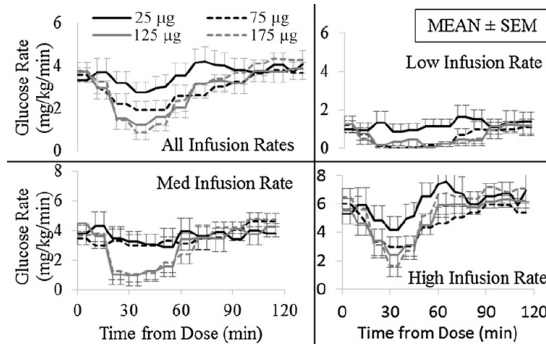 25 µg
75 µg
125 µg
175 µg
MEAN ± SEM
Glucose Rate
(mg/kg/min)
6
4
2
0
All Infusion Rates
6
4
2
0
Low Infusion Rate
Glucose Rate
(mg/kg/min)
8
6
4
2
0
Med Infusion Rate
0
30
60
90
120
Time from Dose (min)
8
6
4
2
0
High Infusion Rate
0
30
60
90
120
Time from Dose (min)